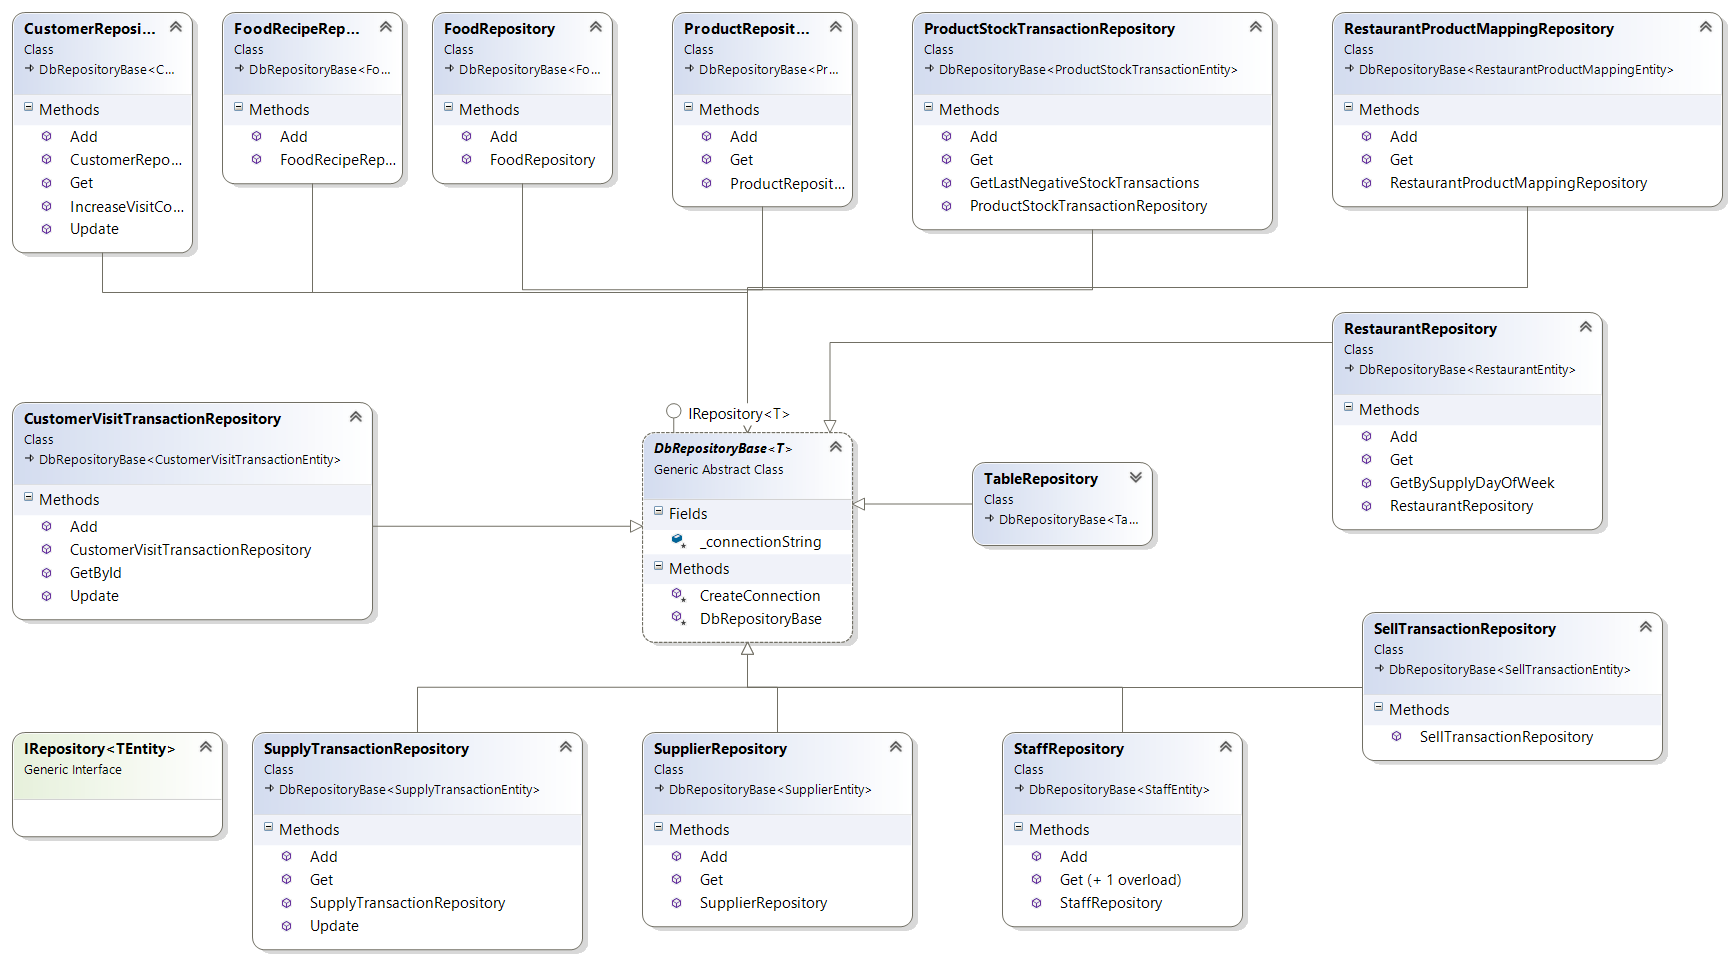 CustomerReposi...
Class
DbRepositoryBase<C...
Methods
Add
CustomerRepo...
Get
IncreaseVisitCo...
Update
FoodRecipeRep...
Class
DbRepositoryBase<Fo...
Methods
Add
FoodRecipeRep...
FoodRepository
Class
DbRepositoryBase<Fo...
Methods
Add
FoodRepository
ProductReposit...
Class
DbRepositoryBase<Pr...
Methods
Add
Get
ProductReposit...
ProductStockTransactionRepository
Class
DbRepositoryBase<ProductStockTransactionEntity>
Methods
Add
Get
GetLastNegativeStockTransactions
ProductStockTransactionRepository
RestaurantProductMappingRepository
Class
DbRepositoryBase<RestaurantProductMappingEntity>
Methods
Add
Get
RestaurantProductMappingRepository
RestaurantRepository
Class
DbRepositoryBase<RestaurantEntity>
Methods
Add
Get
GetBySupplyDayOfWeek
RestaurantRepository
CustomerVisitTransactionRepository
Class
DbRepositoryBase<CustomerVisitTransactionEntity>
Methods
Add
CustomerVisitTransactionRepository
GetById
Update
IRepository<T>
DbRepositoryBase<T>
Generic Abstract Class
Fields
_connectionString
Methods
CreateConnection
DbRepositoryBase
TableRepository
Class
DbRepositoryBase<Ta...
SellTransactionRepository
Class
DbRepositoryBase<SellTransactionEntity>
Methods
SellTransactionRepository
IRepository<TEntity>
Generic Interface
SupplyTransactionRepository
Class
DbRepositoryBase<SupplyTransactionEntity>
Methods
Add
Get
SupplyTransactionRepository
Update
SupplierRepository
Class
DbRepositoryBase<SupplierEntity>
Methods
Add
Get
SupplierRepository
StaffRepository
Class
DbRepositoryBase<StaffEntity>
Methods
Add
Get (+ 1 overload)
StaffRepository